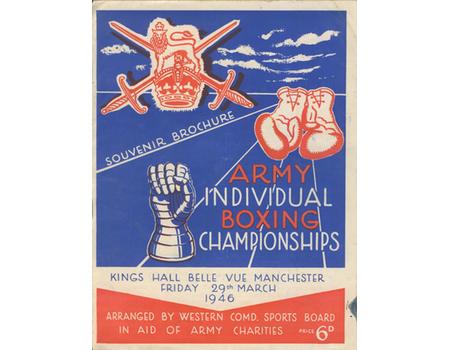 SOUVENIR BROCHURE
ARMY
INDIVIDUAL
BOXING
CHAMPIONSHIPS
KINGS HALL BELLE VUE MANCHESTER
FRIDAY 29th MARCH
1946
ARRANGED BY WESTERN COMD. SPORTS BOARD
IN AID OF ARMY CHARITIES PRICE 6D